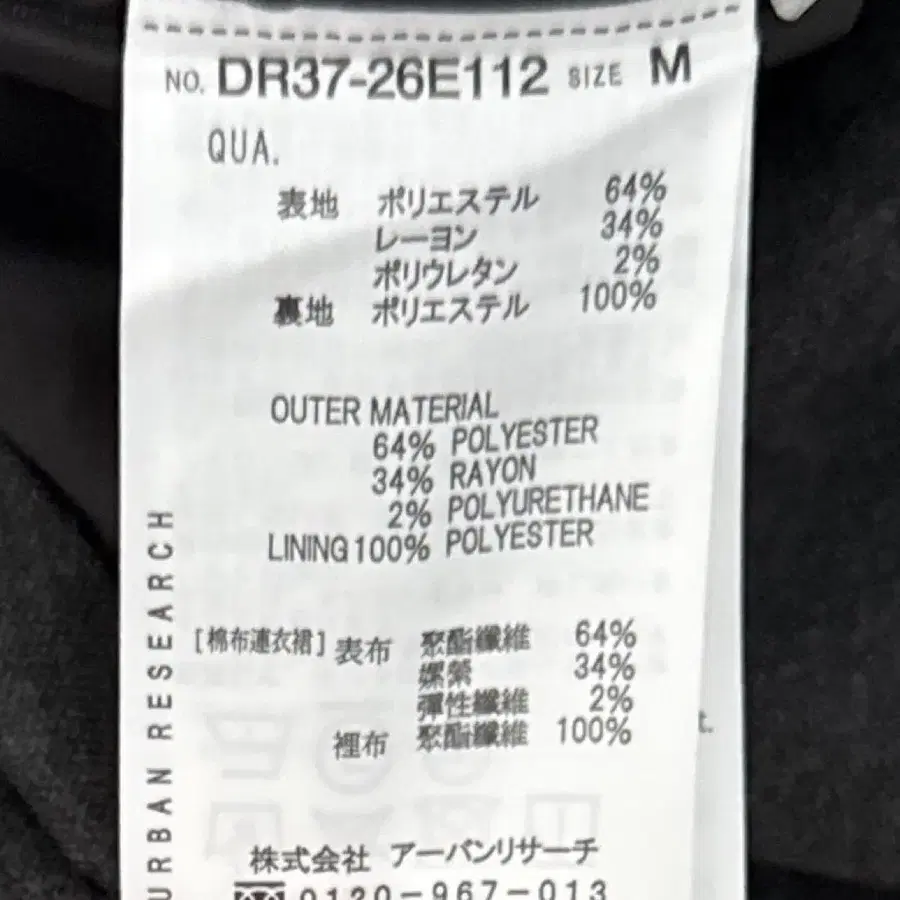 NO. DR37-26E112 SIZE M
QUA.
表地 ポリエステル 64%
レーヨン 34%
ポリウレタン 2%
裏地 ポリエステル 100%
OUTER MATERIAL
64% POLYESTER
34% RAYON
2% POLYURETHANE
LINING 100% POLYESTER
[棉布連衣裙] 表布 聚酯纖維 64%
嫘縈 34%
彈性纖維 2%
裡布 聚酯纖維 100%
株式会社 アーバンリサーチ
0120-967-013
URBAN RESEARCH
t.